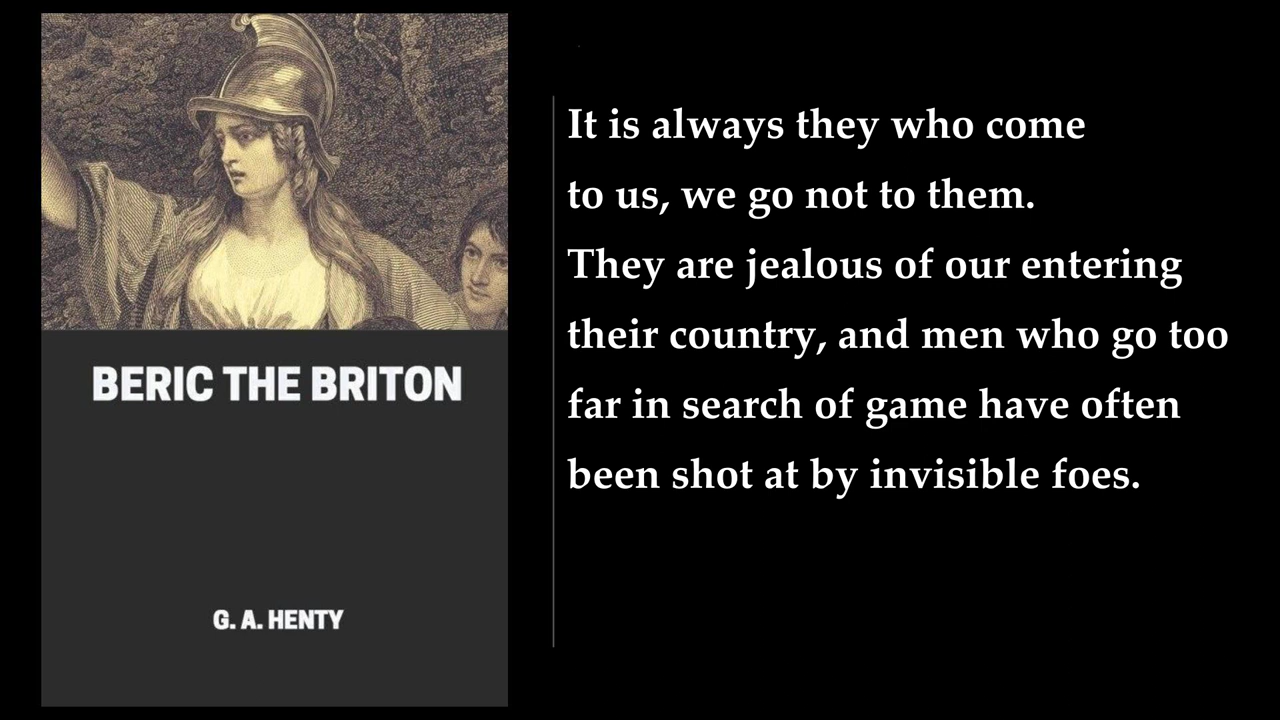 BERIC THE BRITON
G. A. HENTY
It is always they who come
to us, we go not to them.
They are jealous of our entering
their country, and men who go too
far in search of game have often
been shot at by invisible foes.